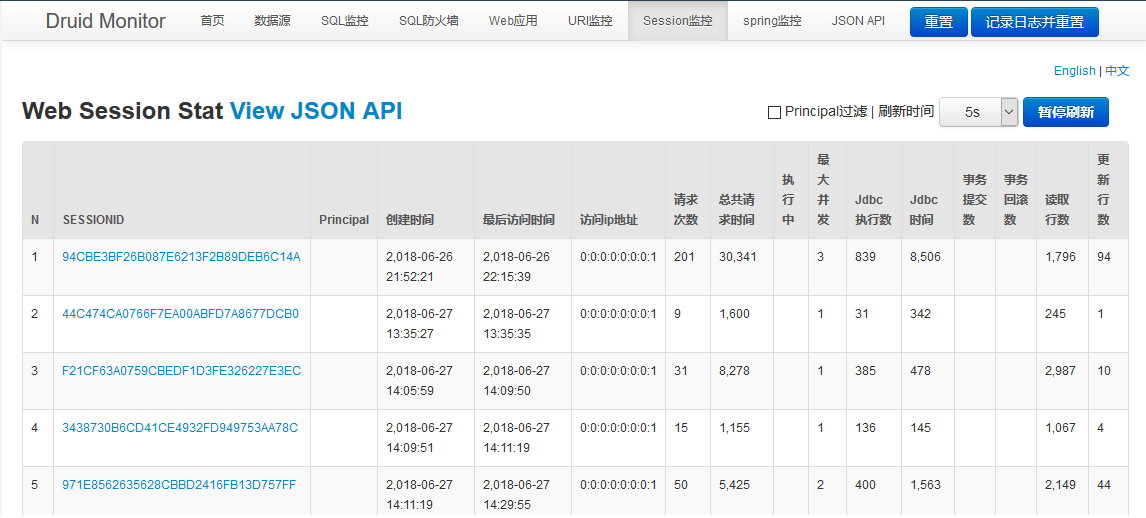 Druid Monitor 首页 数据源 SQL监控 SQL防火墙 Web应用 URI监控 Session监控 spring监控 JSON API 重置 记录日志并重置
English | 中文
Web Session Stat View JSON API Principal过滤 | 刷新时间 5s 暂停刷新
N SESSIONID Principal 创建时间 最后访问时间 访问ip地址 请求次数 总共请求时间 执行中 最大并发 Jdbc执行数 Jdbc时间 事务提交数 事务回滚数 读取行数 更新行数
1 94CBE3BF26B087E6213F2B89DEB6C14A 2,018-06-26 2,018-06-26 0:0:0:0:0:0:0:1 201 30,341 3 839 8,506 1,796 94
21:52:21 22:15:39
2 44C474CA0766F7EA00ABFD7A8677DCB0 2,018-06-27 2,018-06-27 0:0:0:0:0:0:0:1 9 1,600 1 31 342 245 1
13:35:27 13:35:35
3 F21CF63A0759CBEDF1D3FE326227E3EC 2,018-06-27 2,018-06-27 0:0:0:0:0:0:0:1 31 8,278 1 385 478 2,987 10
14:05:59 14:09:50
4 3438730B6CD41CE4932FD949753AA78C 2,018-06-27 2,018-06-27 0:0:0:0:0:0:0:1 15 1,155 1 136 145 1,067 4
14:09:51 14:11:19
5 971E8562635628CBBD2416FB13D757FF 2,018-06-27 2,018-06-27 0:0:0:0:0:0:0:1 50 5,425 2 400 1,563 2,149 44
14:11:19 14:29:55